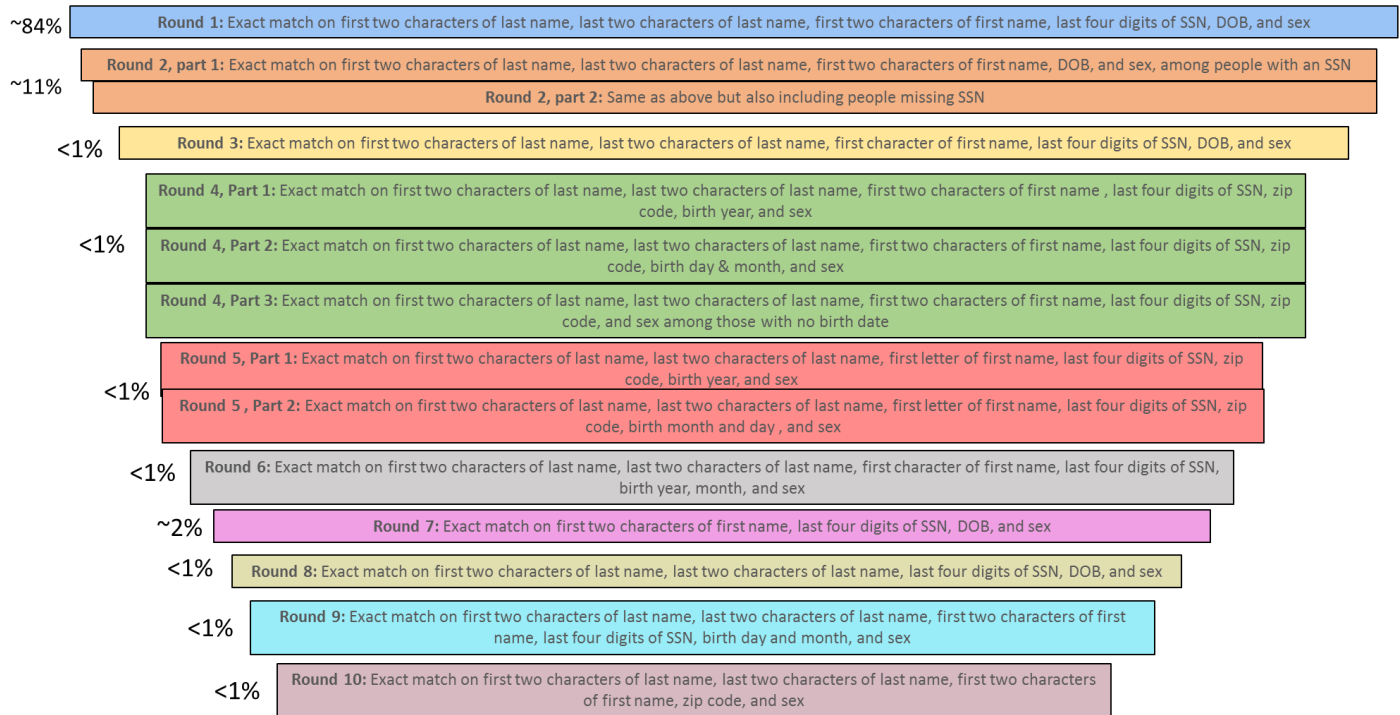 ~84%
Round 1: Exact match on first two characters of last name, last two characters of last name, first two characters of first name, last four digits of SSN, DOB, and sex
~11%
Round 2, part 1: Exact match on first two characters of last name, last two characters of last name, first two characters of first name, DOB, and sex, among people with an SSN
Round 2, part 2: Same as above but also including people missing SSN
<1%
Round 3: Exact match on first two characters of last name, last two characters of last name, first character of first name, last four digits of SSN, DOB, and sex
<1%
Round 4, Part 1: Exact match on first two characters of last name, last two characters of last name, first two characters of first name , last four digits of SSN, zip
code, birth year, and sex
Round 4, Part 2: Exact match on first two characters of last name, last two characters of last name, first two characters of first name, last four digits of SSN, zip
code, birth day & month, and sex
Round 4, Part 3: Exact match on first two characters of last name, last two characters of last name, first two characters of first name, last four digits of SSN, zip
code, and sex among those with no birth date
<1%
Round 5, Part 1: Exact match on first two characters of last name, last two characters of last name, first letter of first name, last four digits of SSN, zip
code, birth year, and sex
Round 5 , Part 2: Exact match on first two characters of last name, last two characters of last name, first letter of first name, last four digits of SSN, zip
code, birth month and day , and sex
<1%
Round 6: Exact match on first two characters of last name, last two characters of last name, first character of first name, last four digits of SSN,
birth year, month, and sex
~2%
Round 7: Exact match on first two characters of first name, last four digits of SSN, DOB, and sex
<1%
Round 8: Exact match on first two characters of last name, last two characters of last name, last four digits of SSN, DOB, and sex
<1%
Round 9: Exact match on first two characters of last name, last two characters of last name, first two characters of first
name, last four digits of SSN, birth day and month, and sex
<1%
Round 10: Exact match on first two characters of last name, last two characters of last name, first two characters
of first name, zip code, and sex